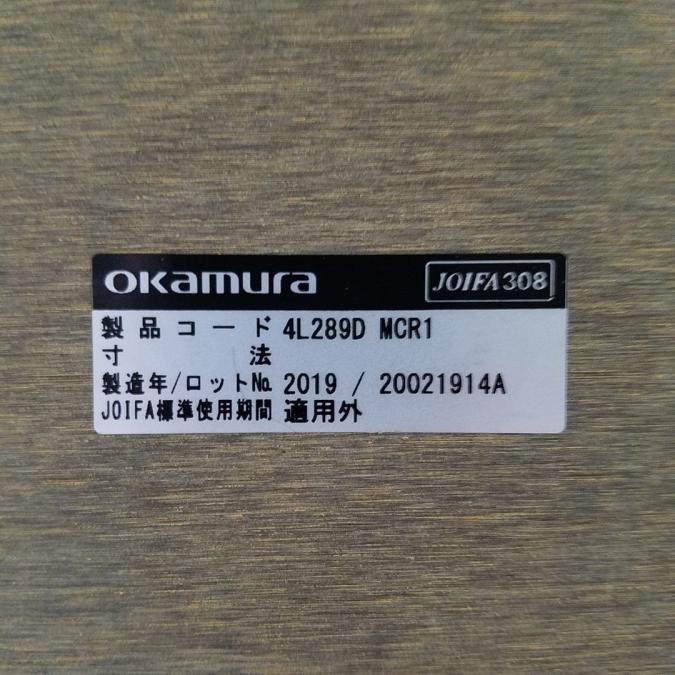 okamura JOIFA308
製品コード 4L289D MCR1
寸法
製造年/ロットNo. 2019 / 20021914A
JOIFA標準使用期間 適用外